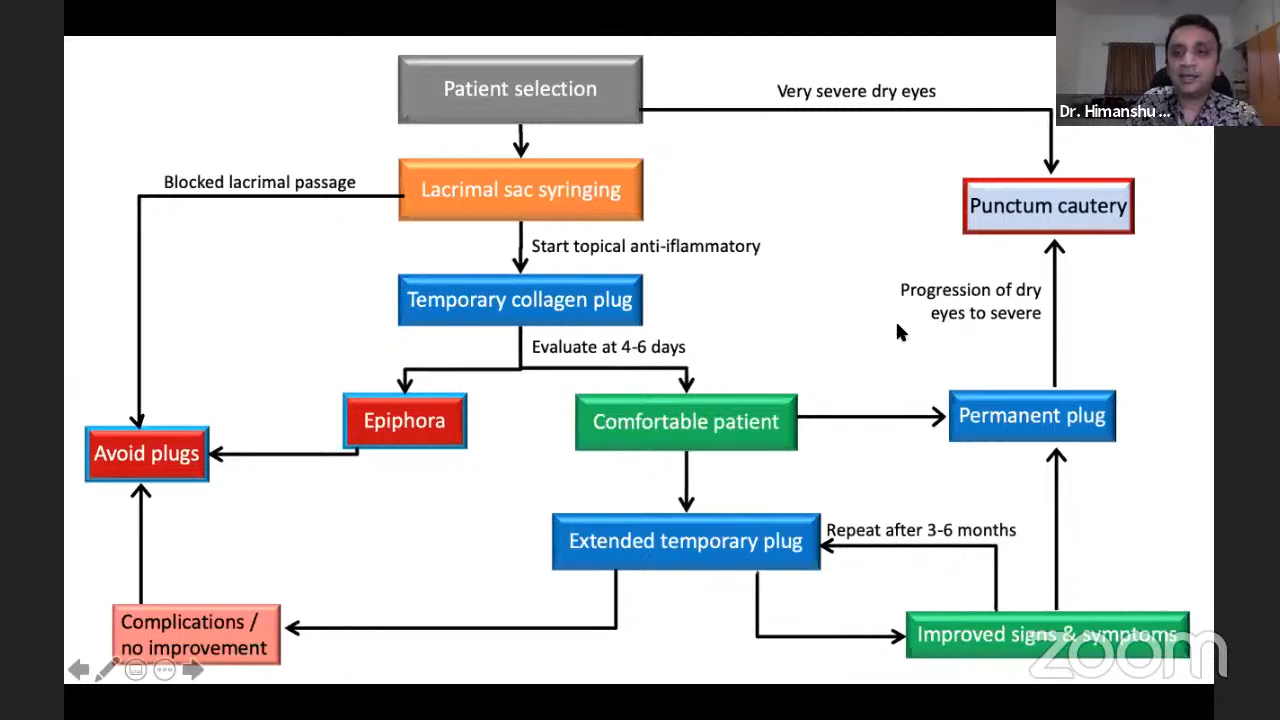 Patient selection
Very severe dry eyes
Dr. Himanshu ...
Blocked lacrimal passage
Lacrimal sac syringing
Punctum cautery
Start topical anti-iflammatory
Temporary collagen plug
Progression of dry
eyes to severe
Evaluate at 4-6 days
Epiphora
Comfortable patient
Permanent plug
Avoid plugs
Extended temporary plug
Repeat after 3-6 months
Complications /
no improvement
Improved signs & symptoms
zoom